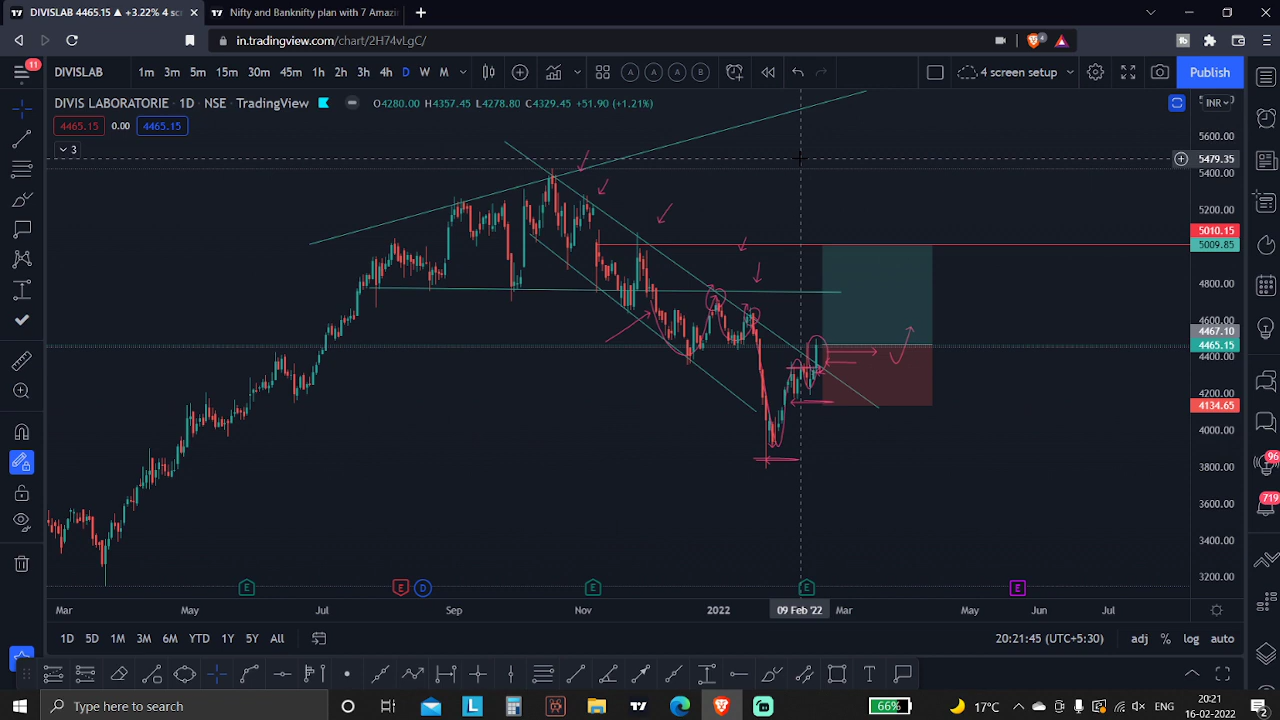 DIVISLAB 4465.15 ▲ +3.22% 4 scr
Nifty and Banknifty plan with 7 Amazi
in.tradingview.com/chart/2H74vLgC/
11
DIVISLAB
1m 3m 5m 15m 30m 45m 1h 2h 3h 4h D W M
A A A B
4 screen setup
Publish
DIVIS LABORATORIE · 1D · NSE · TradingView
O4280.00 H4357.45 L4278.80 C4329.45 +51.90 (+1.21%)
INR
4465.15 0.00 4465.15
3
5600.00
5479.35
5400.00
5200.00
5010.15
5009.85
4800.00
4600.00
4467.10
4465.15
4400.00
4200.00
4134.65
4000.00
3800.00
3600.00
3400.00
3200.00
96
719
E E D E E E
Mar May Jul Sep Nov 2022 09 Feb '22 Mar May Jun Jul
1D 5D 1M 3M 6M YTD 1Y 5Y All
20:21:45 (UTC+5:30) adj % log auto
T
Type here to search
L
66%
17°C
ENG
20:21
16-02-2022
2